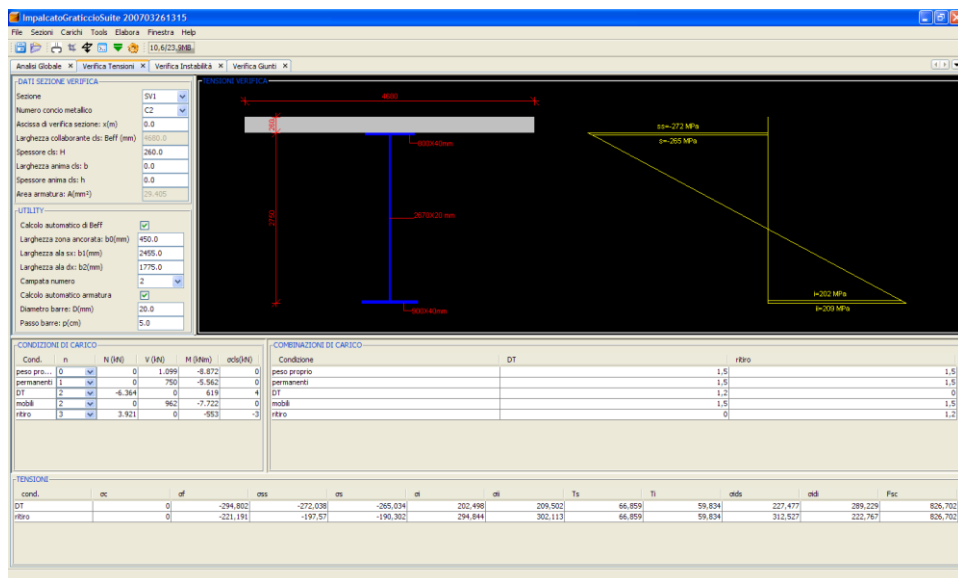 ImpalcatoGraticcioSuite 200703261315
File Sezioni Carichi Tools Elabora Finestra Help
10,6/23,9MB
Analisi Globale Verifica Tensioni Verifica Instabilità Verifica Giunti
DATI SEZIONE VERIFICA
Sezione SV1
Numero concio metallico C2
Ascissa di verifica sezione: x(m) 0.0
Larghezza collaborante cls: Beff (mm) 4680.0
Spessore cls: H 260.0
Larghezza anima cls: b 0.0
Spessore anima cls: h 0.0
Area armatura: A(mm²) 29.405
UTILITY
Calcolo automatico di Beff
Larghezza zona ancorata: b0(mm) 450.0
Larghezza ala sx: b1(mm) 2455.0
Larghezza ala dx: b2(mm) 1775.0
Campata numero 2
Calcolo automatico armatura
Diametro barre: D(mm) 20.0
Passo barre: p(cm) 5.0
TENSIONI VERIFICA
260
2750
2670X20 mm
900X40mm
ss=-272 MPa
s=-265 MPa
i=202 MPa
ii=209 MPa
CONDIZIONI DI CARICO
Cond. n N (kN) V (kN) M (kNm) σcls(kN)
peso pro... 0 0 1.099 -8.872 0
permanenti 1 0 750 -5.562 0
DT 2 -6.364 0 619 4
mobili 2 0 962 -7.722 0
ritiro 3 3.921 0 -553 -3
COMBINAZIONI DI CARICO
Condizione DT ritiro
peso proprio 1,5 1,5
permanenti 1,5 1,5
DT 1,2 0
mobili 1,5 1,5
ritiro 0 1,2
TENSIONI
cond. σc σf σss σs σi σii Ts Ti σids σidi Fsc
DT 0 -294,802 -272,038 -265,034 202,498 209,502 66,859 59,834 227,477 289,229 826,702
ritiro 0 -221,191 -197,57 -190,302 294,844 302,113 66,859 59,834 312,527 222,767 826,702